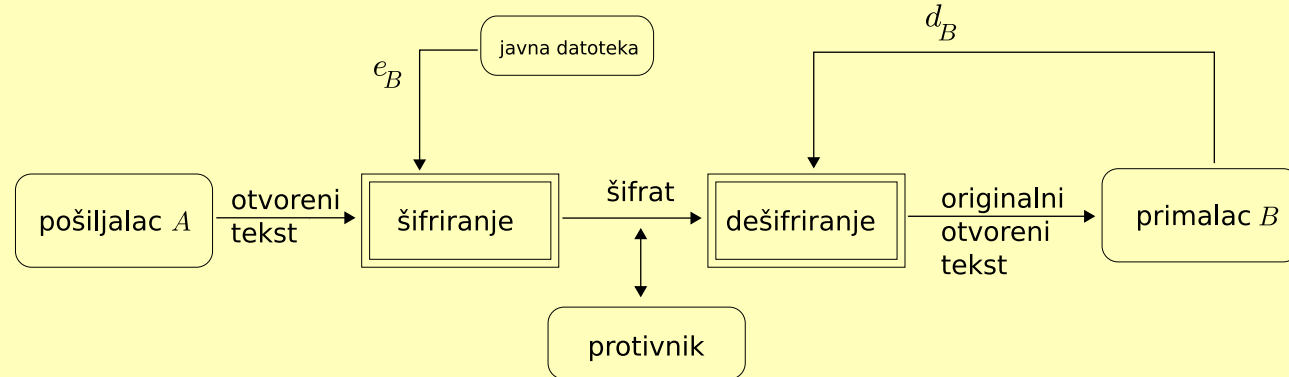 javna datoteka
d_B
e_B
pošiljalac A
otvoreni
tekst
šifriranje
šifrat
dešifriranje
originalni
otvoreni
tekst
primalac B
protivnik